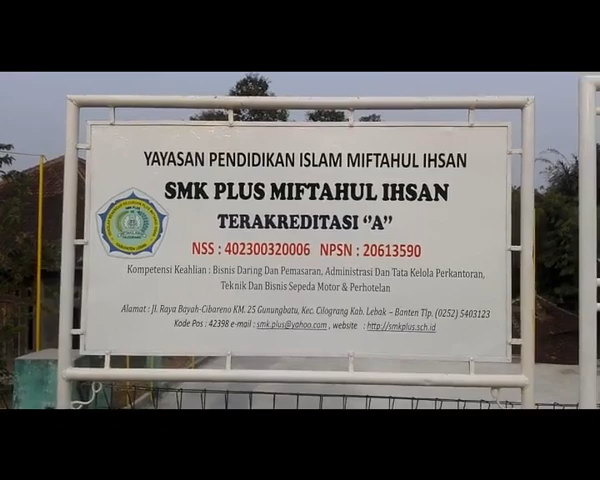 YAYASAN PENDIDIKAN ISLAM MIFTAHUL IHSAN
SMK PLUS MIFTAHUL IHSAN
TERAKREDITASI "A"
NSS : 402300320006 NPSN : 20613590
Kompetensi Keahlian : Bisnis Daring Dan Pemasaran, Administrasi Dan Tata Kelola Perkantoran,
Teknik Dan Bisnis Sepeda Motor & Perhotelan
Alamat : Jl. Raya Bayah-Cibareno KM. 25 Gunungbatu, Kec. Cilograng Kab. Lebak – Banten Tlp. (0252) 5403123
Kode Pos : 42398 e-mail : smk.plus@yahoo.com , website : http://smkplus.sch.id